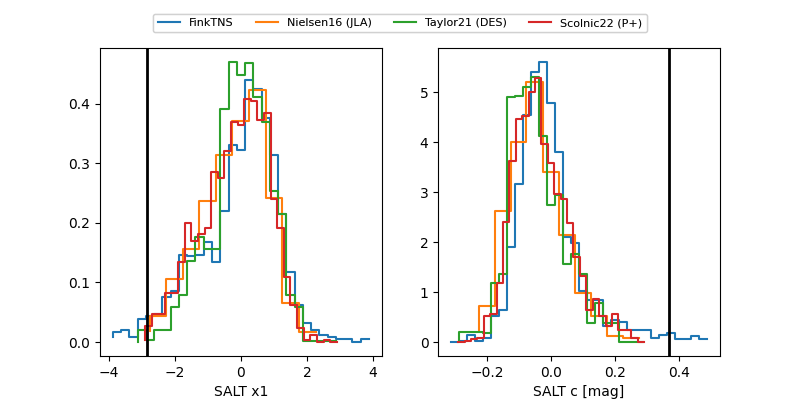 FinkTNS Nielsen16 (JLA) Taylor21 (DES) Scolnic22 (P+)
0.4
0.3
0.2
0.1
0.0
−4 −2 0 2 4
SALT x1
5
4
3
2
1
0
−0.2 0.0 0.2 0.4
SALT c [mag]